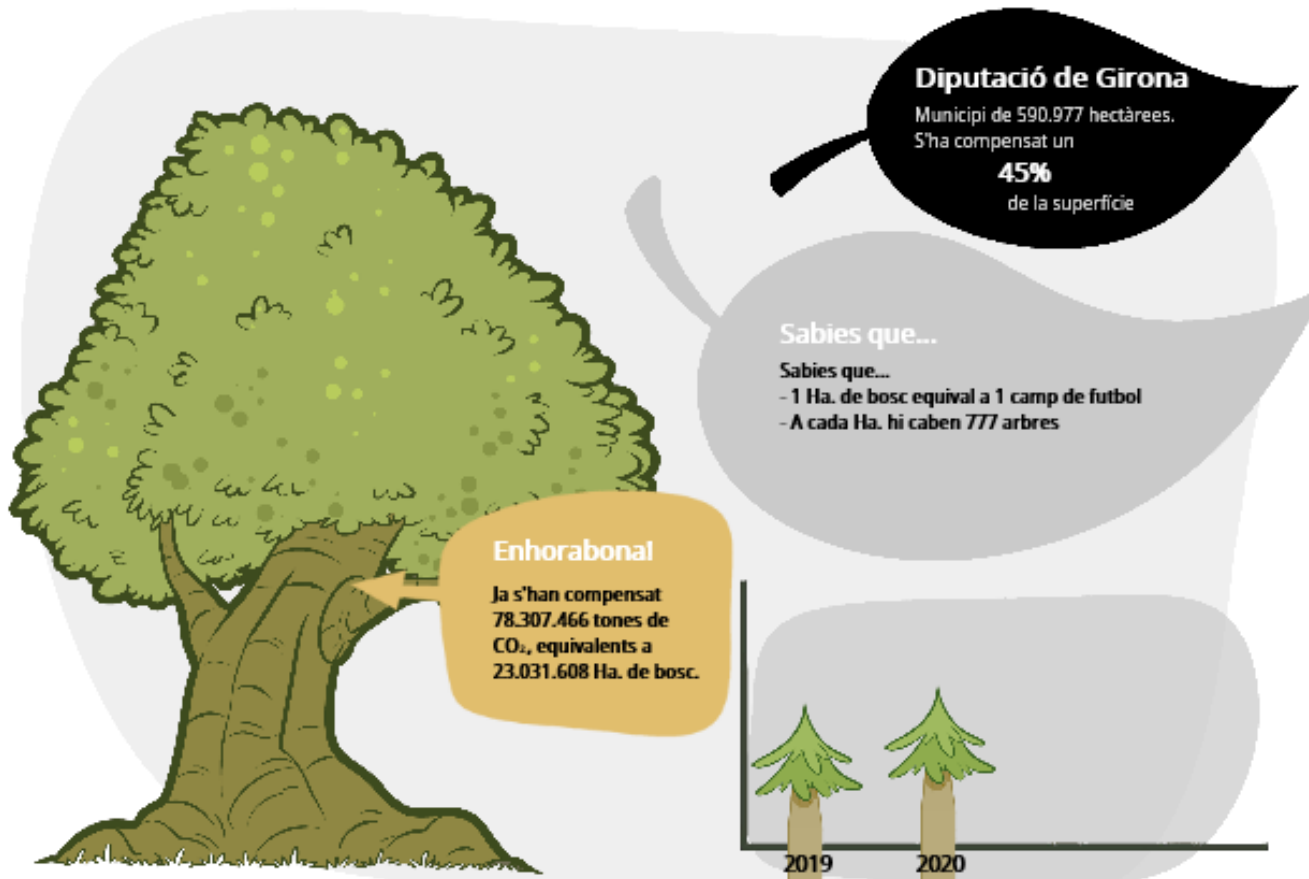 Diputació de Girona
Municipi de 590.977 hectàrees.
S'ha compensat un
45%
de la superfície
Sabies que...
Sabies que...
- 1 Ha. de bosc equival a 1 camp de futbol
- A cada Ha. hi caben 777 arbres
Enhorabona!
Ja s'han compensat
78.307.466 tones de
CO₂, equivalents a
23.031.608 Ha. de bosc.
2019
2020